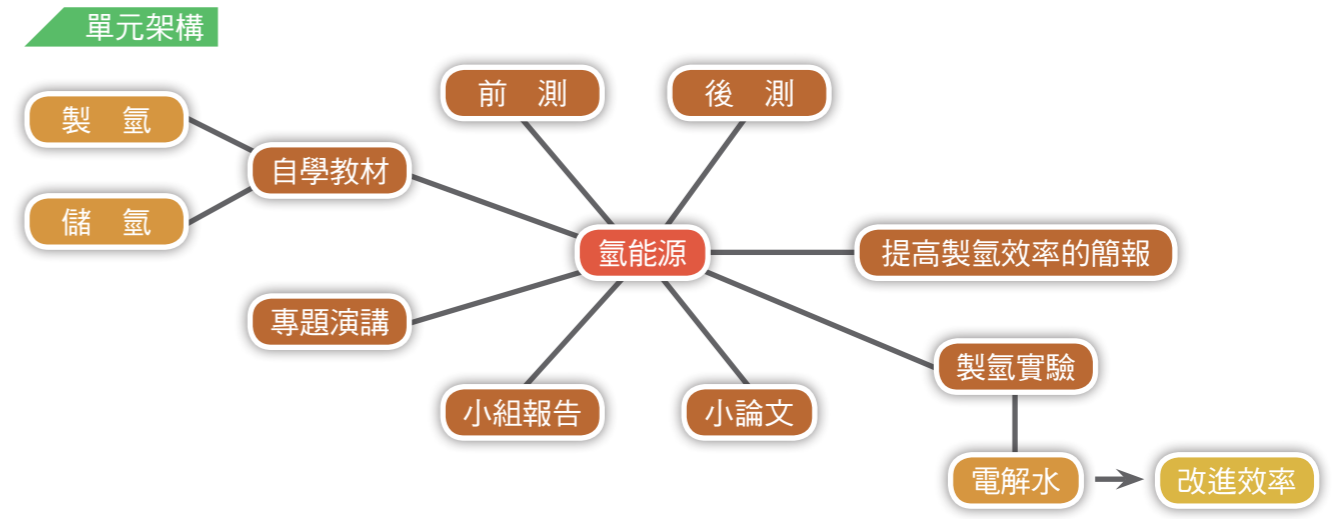 單元架構
前 測
後 測
製 氫
自學教材
儲 氫
氫能源
提高製氫效率的簡報
專題演講
製氫實驗
小組報告
小論文
電解水
改進效率